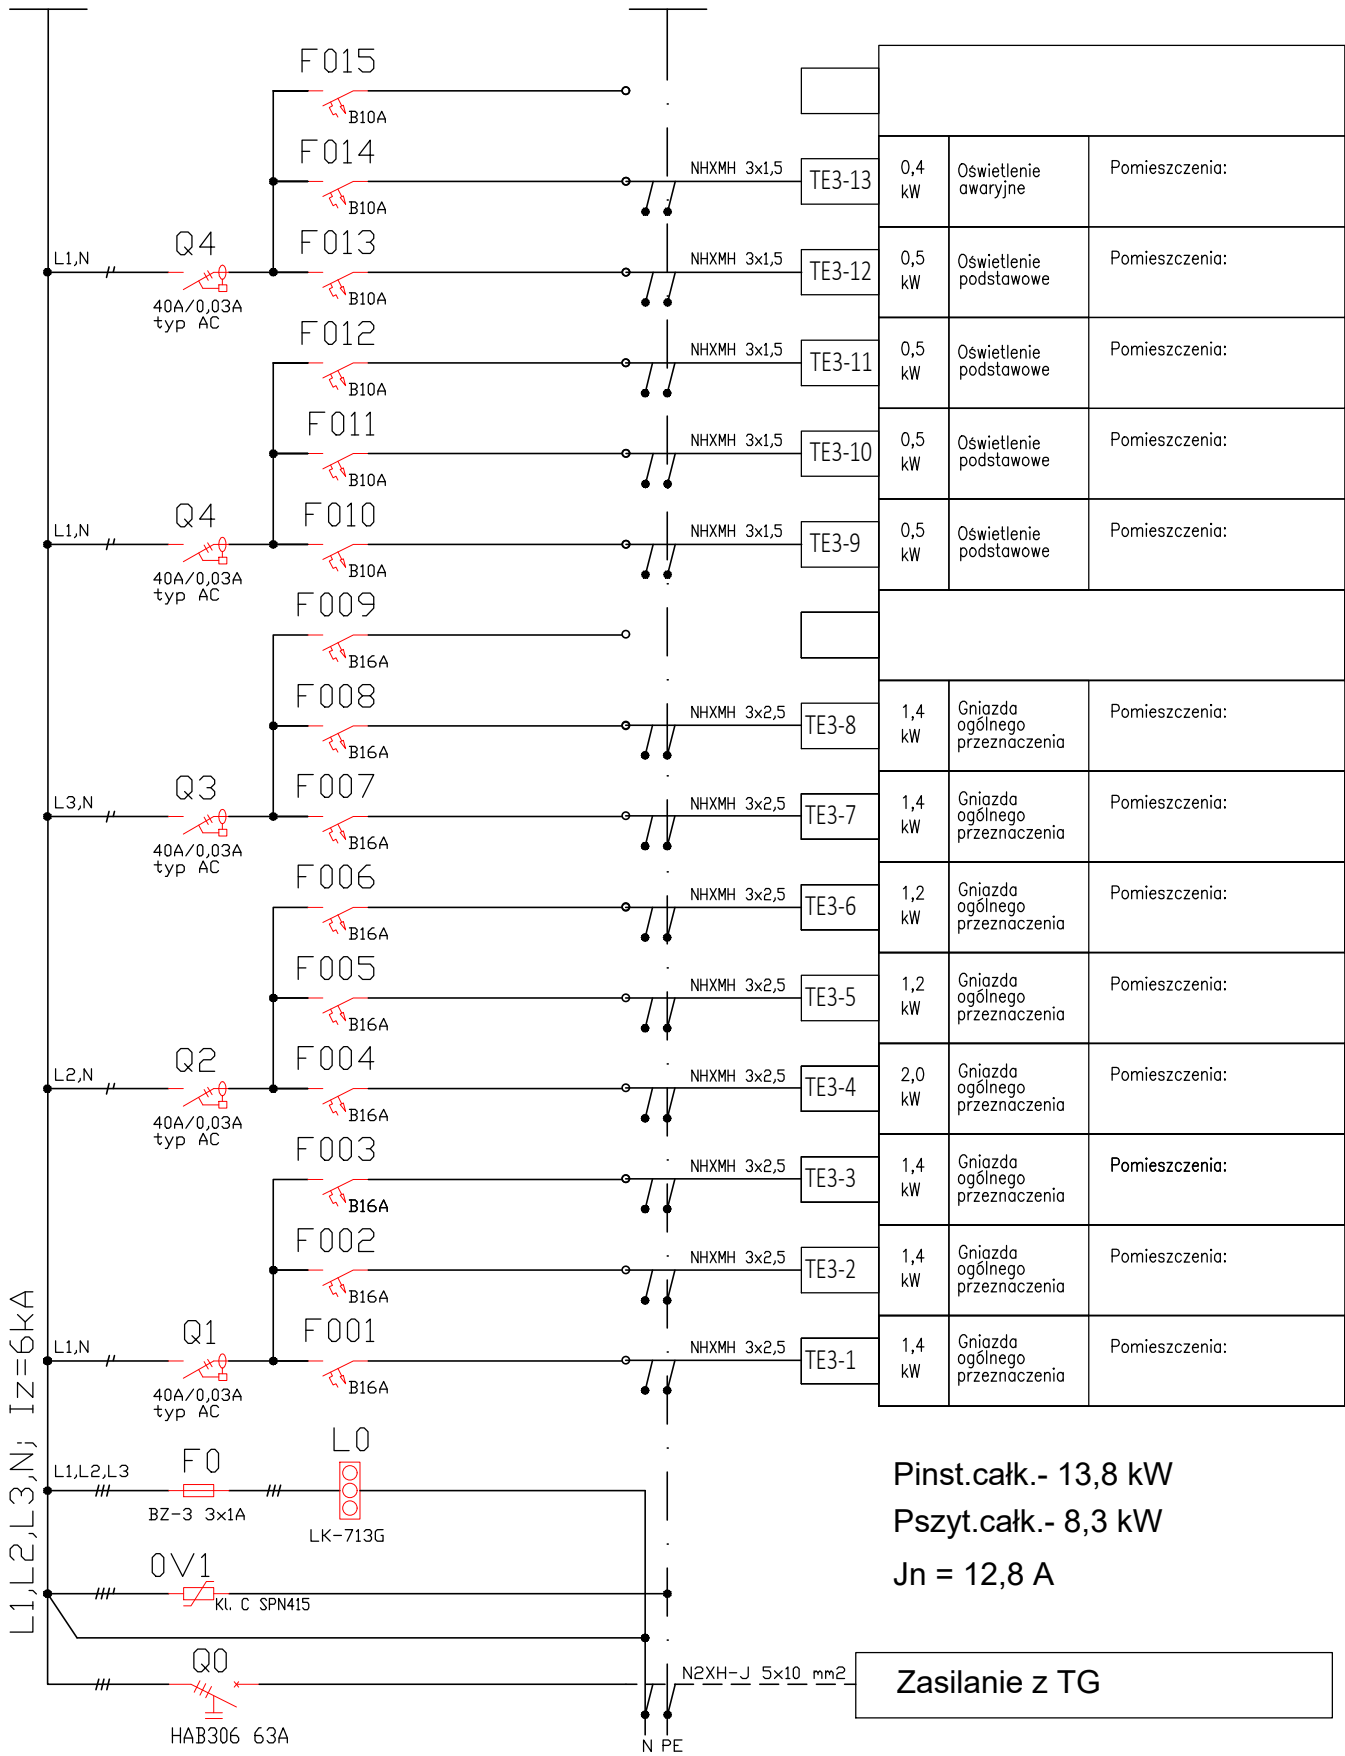 F015
B10A
F014
B10A
NHXMH 3x1,5
TE3-13
0,4
kW
Oświetlenie
awaryjne
Pomieszczenia:
L1,N
Q4
40A/0,03A
typ AC
F013
B10A
NHXMH 3x1,5
TE3-12
0,5
kW
Oświetlenie
podstawowe
Pomieszczenia:
F012
B10A
NHXMH 3x1,5
TE3-11
0,5
kW
Oświetlenie
podstawowe
Pomieszczenia:
F011
B10A
NHXMH 3x1,5
TE3-10
0,5
kW
Oświetlenie
podstawowe
Pomieszczenia:
L1,N
Q4
40A/0,03A
typ AC
F010
B10A
NHXMH 3x1,5
TE3-9
0,5
kW
Oświetlenie
podstawowe
Pomieszczenia:
F009
B16A
F008
B16A
NHXMH 3x2,5
TE3-8
1,4
kW
Gniazda
ogólnego
przeznaczenia
Pomieszczenia:
L3,N
Q3
40A/0,03A
typ AC
F007
B16A
NHXMH 3x2,5
TE3-7
1,4
kW
Gniazda
ogólnego
przeznaczenia
Pomieszczenia:
F006
B16A
NHXMH 3x2,5
TE3-6
1,2
kW
Gniazda
ogólnego
przeznaczenia
Pomieszczenia:
F005
B16A
NHXMH 3x2,5
TE3-5
1,2
kW
Gniazda
ogólnego
przeznaczenia
Pomieszczenia:
L2,N
Q2
40A/0,03A
typ AC
F004
B16A
NHXMH 3x2,5
TE3-4
2,0
kW
Gniazda
ogólnego
przeznaczenia
Pomieszczenia:
F003
B16A
NHXMH 3x2,5
TE3-3
1,4
kW
Gniazda
ogólnego
przeznaczenia
Pomieszczenia:
F002
B16A
NHXMH 3x2,5
TE3-2
1,4
kW
Gniazda
ogólnego
przeznaczenia
Pomieszczenia:
L1,N
Q1
40A/0,03A
typ AC
F001
B16A
NHXMH 3x2,5
TE3-1
1,4
kW
Gniazda
ogólnego
przeznaczenia
Pomieszczenia:
L1,L2,L3,N; Iz=6kA
L1,L2,L3
F0
BZ-3 3x1A
L0
LK-713G
Pinst.całk.- 13,8 kW
Pszyt.całk.- 8,3 kW
Jn = 12,8 A
OV1
Kl. C SPN415
Q0
HAB306 63A
N2XH-J 5x10 mm2
Zasilanie z TG
N PE